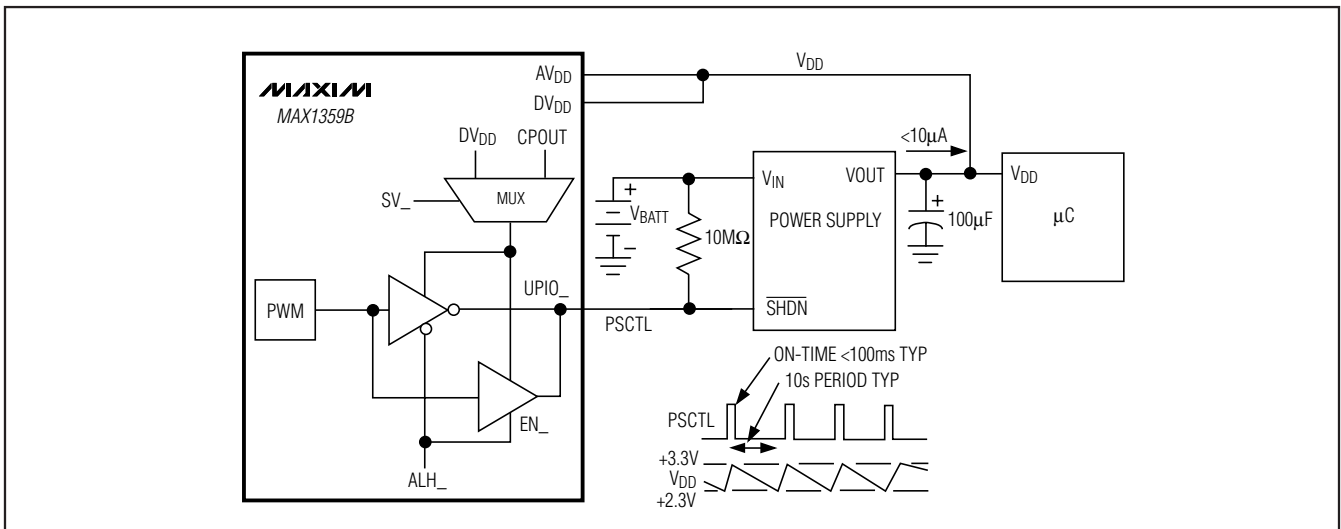 MAXIM
MAX1359B
AVDD
DVDD
VDD
DVDD
CPOUT
SV_
MUX
PWM
UPIO_
PSCTL
EN_
ALH_
+
VBATT
−
10MΩ
VIN
VOUT
POWER SUPPLY
SHDN
<10µA
+
100µF
VDD
µC
ON-TIME <100ms TYP
10s PERIOD TYP
PSCTL
+3.3V
VDD
+2.3V